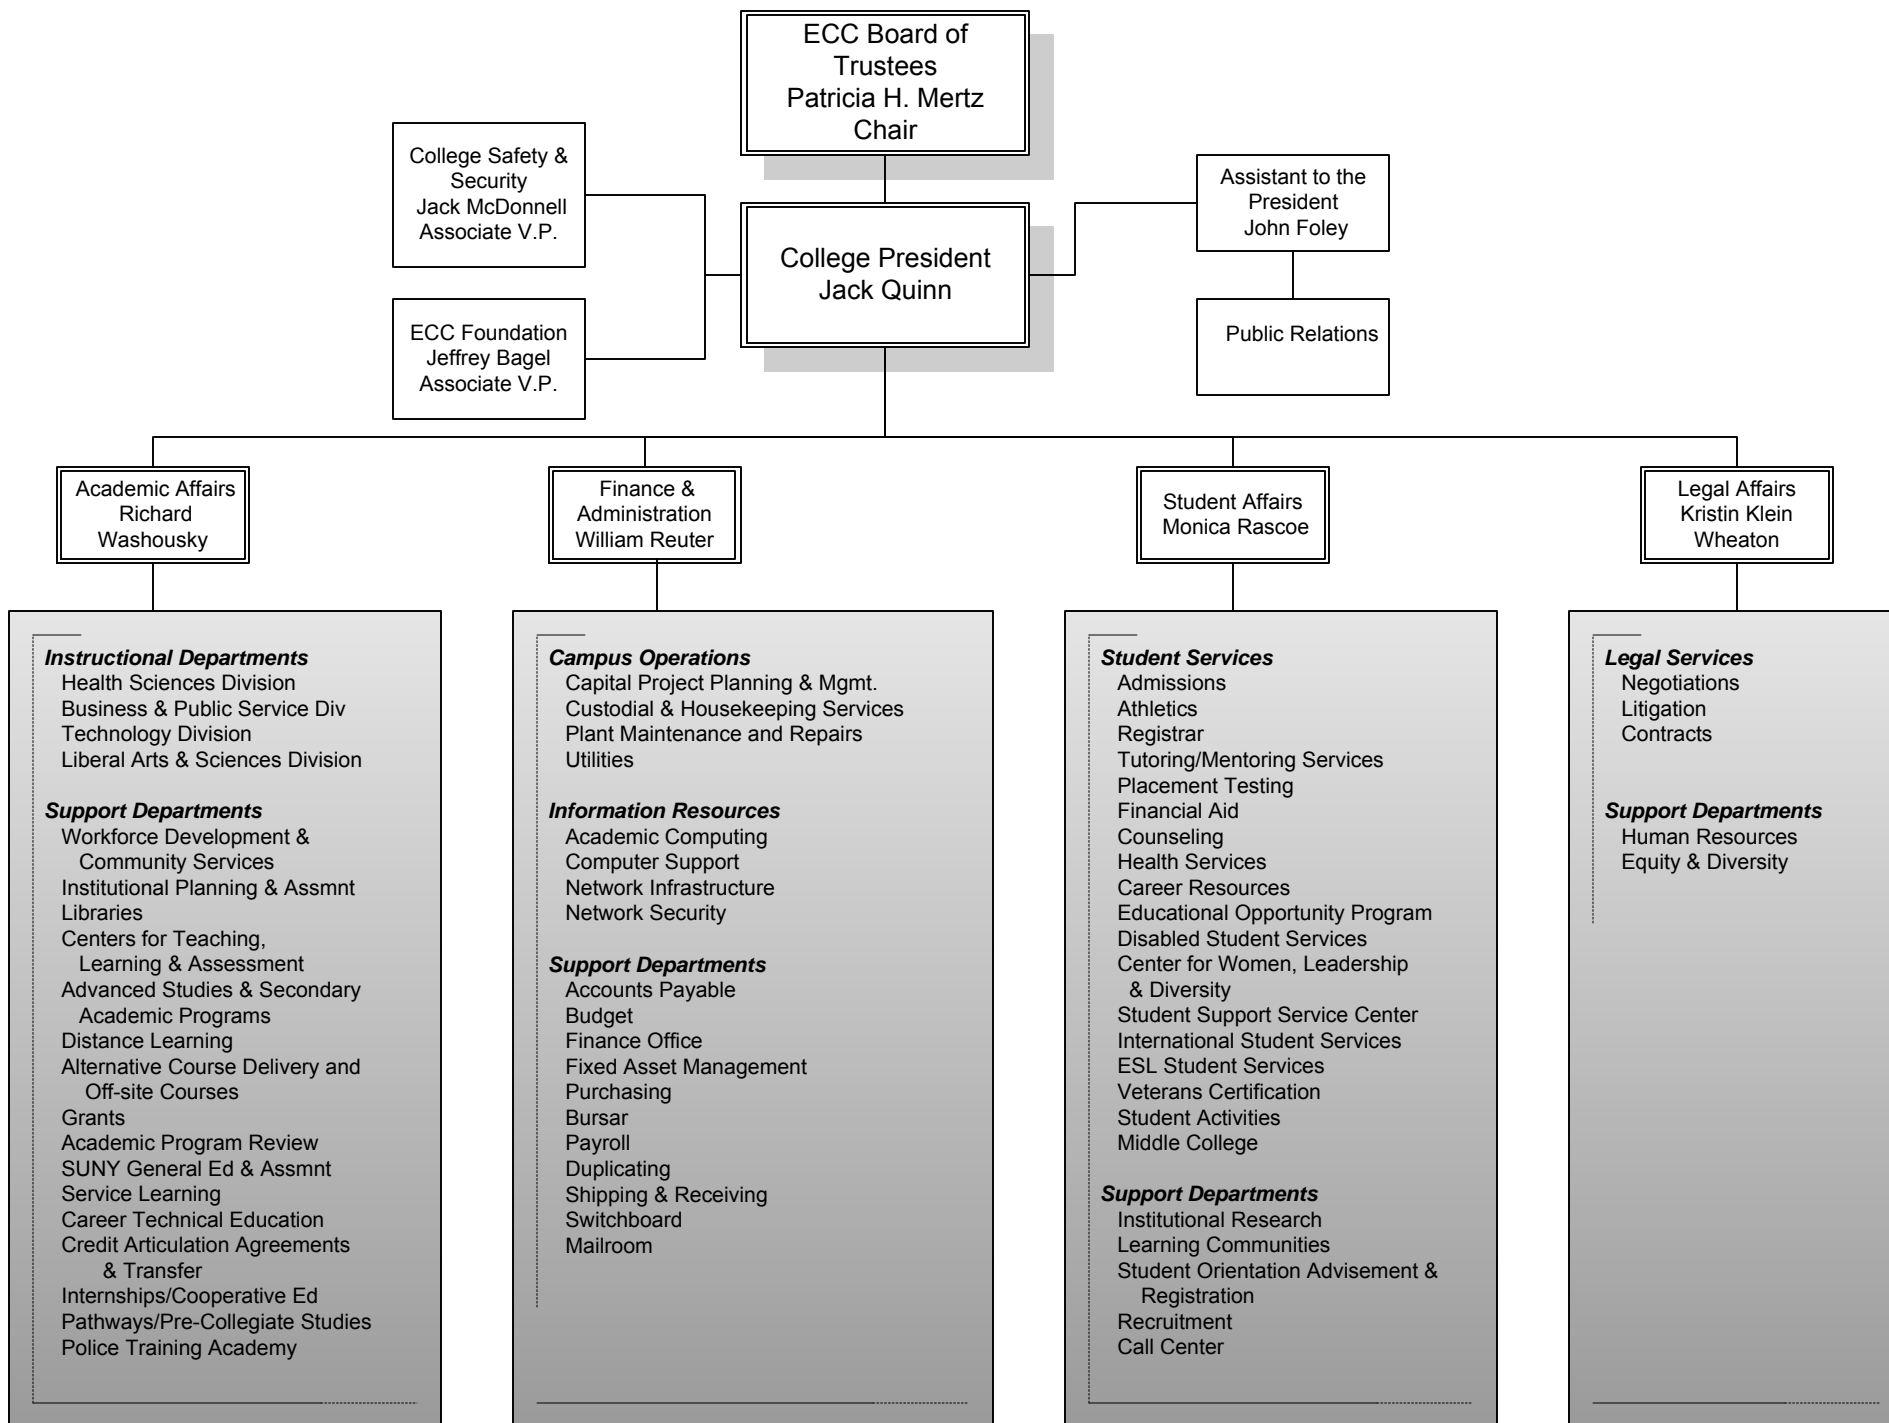 ECC Board of
Trustees
Patricia H. Mertz
Chair
College Safety &
Security
Jack McDonnell
Associate V.P.
Assistant to the
President
John Foley
College President
Jack Quinn
ECC Foundation
Jeffrey Bagel
Associate V.P.
Public Relations
Academic Affairs
Richard
Washousky
Finance &
Administration
William Reuter
Student Affairs
Monica Rascoe
Legal Affairs
Kristin Klein
Wheaton
Instructional Departments
Health Sciences Division
Business & Public Service Div
Technology Division
Liberal Arts & Sciences Division
Support Departments
Workforce Development &
Community Services
Institutional Planning & Assmnt
Libraries
Centers for Teaching,
Learning & Assessment
Advanced Studies & Secondary
Academic Programs
Distance Learning
Alternative Course Delivery and
Off-site Courses
Grants
Academic Program Review
SUNY General Ed & Assmnt
Service Learning
Career Technical Education
Credit Articulation Agreements
& Transfer
Internships/Cooperative Ed
Pathways/Pre-Collegiate Studies
Police Training Academy
Campus Operations
Capital Project Planning & Mgmt.
Custodial & Housekeeping Services
Plant Maintenance and Repairs
Utilities
Information Resources
Academic Computing
Computer Support
Network Infrastructure
Network Security
Support Departments
Accounts Payable
Budget
Finance Office
Fixed Asset Management
Purchasing
Bursar
Payroll
Duplicating
Shipping & Receiving
Switchboard
Mailroom
Student Services
Admissions
Athletics
Registrar
Tutoring/Mentoring Services
Placement Testing
Financial Aid
Counseling
Health Services
Career Resources
Educational Opportunity Program
Disabled Student Services
Center for Women, Leadership
& Diversity
Student Support Service Center
International Student Services
ESL Student Services
Veterans Certification
Student Activities
Middle College
Support Departments
Institutional Research
Learning Communities
Student Orientation Advisement &
Registration
Recruitment
Call Center
Legal Services
Negotiations
Litigation
Contracts
Support Departments
Human Resources
Equity & Diversity